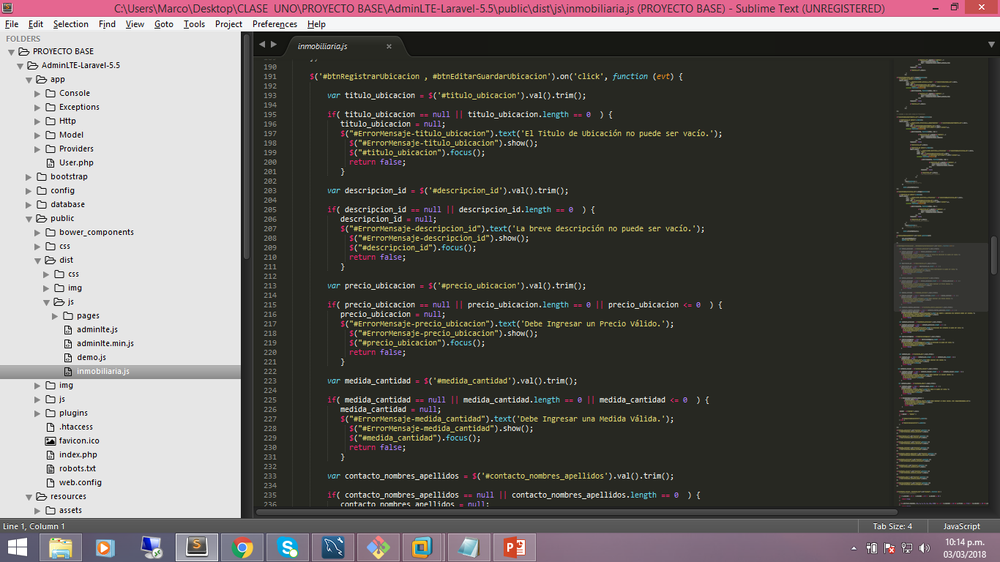 C:\Users\Marco\Desktop\CLASE UNO\PROYECTO BASE\AdminLTE-Laravel-5.5\public\dist\js\inmobiliaria.js (PROYECTO BASE) - Sublime Text (UNREGISTERED)
File Edit Selection Find View Goto Tools Project Preferences Help
FOLDERS
PROYECTO BASE
AdminLTE-Laravel-5.5
app
Console
Exceptions
Http
Model
Providers
User.php
bootstrap
config
database
public
bower_components
css
dist
css
img
js
pages
adminlte.js
adminlte.min.js
demo.js
inmobiliaria.js
img
js
plugins
.htaccess
favicon.ico
index.php
robots.txt
web.config
resources
assets
inmobiliaria.js
190
191 $('#btnRegistrarUbicacion , #btnEditarGuardarUbicacion').on('click', function (evt) {
192
193 var titulo_ubicacion = $('#titulo_ubicacion').val().trim();
194
195 if( titulo_ubicacion == null || titulo_ubicacion.length == 0  ) {
196 titulo_ubicacion = null;
197 $("#ErrorMensaje-titulo_ubicacion").text('El Titulo de Ubicación no puede ser vacío.');
198 $("#ErrorMensaje-titulo_ubicacion").show();
199 $("#titulo_ubicacion").focus();
200 return false;
201 }
202
203 var descripcion_id = $('#descripcion_id').val().trim();
204
205 if( descripcion_id == null || descripcion_id.length == 0  ) {
206 descripcion_id = null;
207 $("#ErrorMensaje-descripcion_id").text('La breve descripción no puede ser vacío.');
208 $("#ErrorMensaje-descripcion_id").show();
209 $("#descripcion_id").focus();
210 return false;
211 }
212
213 var precio_ubicacion = $('#precio_ubicacion').val().trim();
214
215 if( precio_ubicacion == null || precio_ubicacion.length == 0 || precio_ubicacion <= 0  ) {
216 precio_ubicacion = null;
217 $("#ErrorMensaje-precio_ubicacion").text('Debe Ingresar un Precio Válido.');
218 $("#ErrorMensaje-precio_ubicacion").show();
219 $("#precio_ubicacion").focus();
220 return false;
221 }
222
223 var medida_cantidad = $('#medida_cantidad').val().trim();
224
225 if( medida_cantidad == null || medida_cantidad.length == 0 || medida_cantidad <= 0  ) {
226 medida_cantidad = null;
227 $("#ErrorMensaje-medida_cantidad").text('Debe Ingresar una Medida Válida.');
228 $("#ErrorMensaje-medida_cantidad").show();
229 $("#medida_cantidad").focus();
230 return false;
231 }
232
233 var contacto_nombres_apellidos = $('#contacto_nombres_apellidos').val().trim();
234
235 if( contacto_nombres_apellidos == null || contacto_nombres_apellidos.length == 0  ) {
236 contacto_nombres_apellidos = null;
Line 1, Column 1
Tab Size: 4
JavaScript
10:14 p.m.
03/03/2018